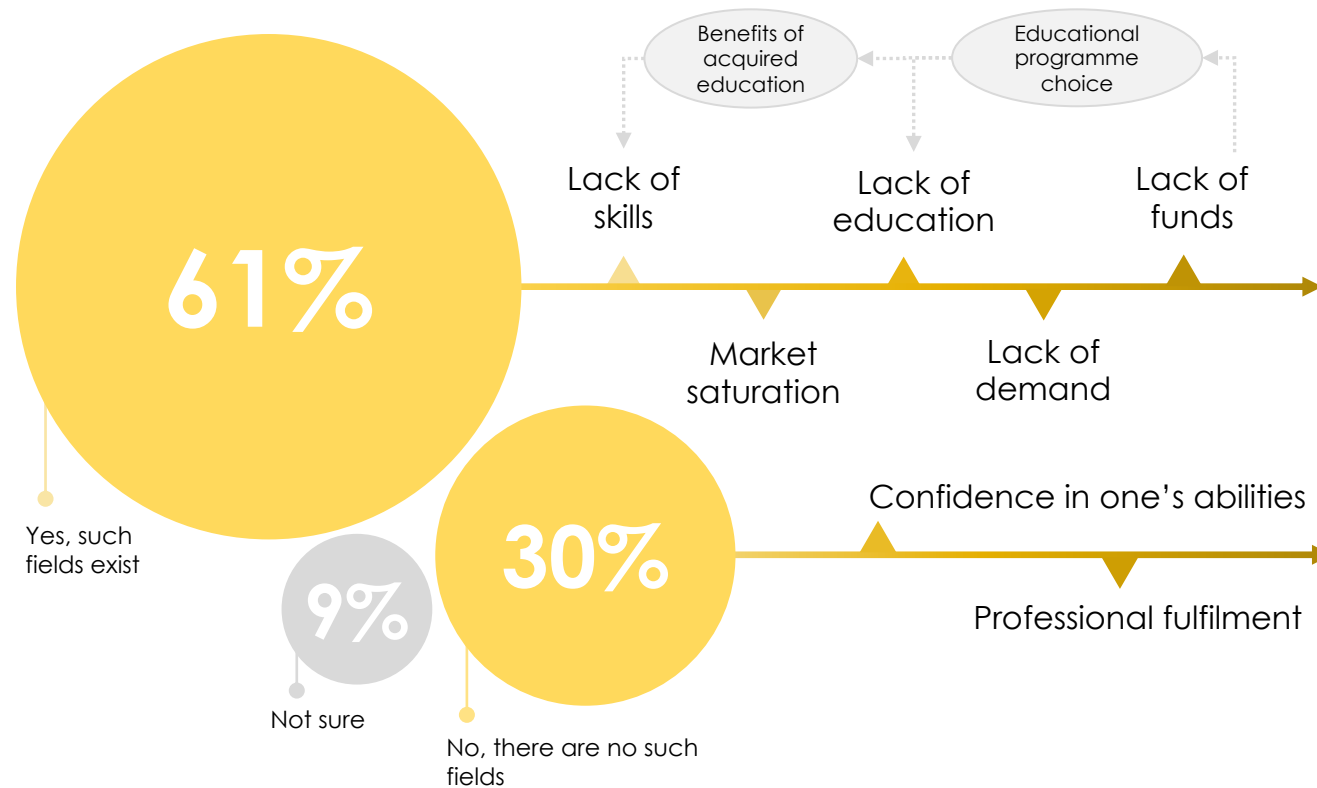 Benefits of
acquired
education
Educational
programme
choice
Lack of
skills
Lack of
education
Lack of
funds
61%
Market
saturation
Lack of
demand
Yes, such
fields exist
Confidence in one’s abilities
30%
9%
Professional fulfilment
Not sure
No, there are no such
fields